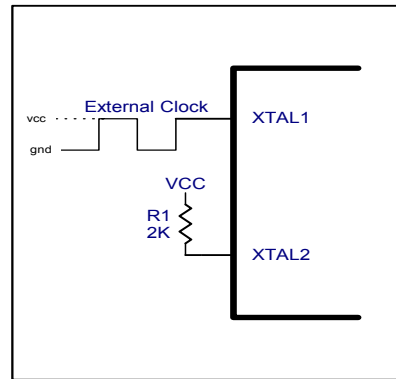 External Clock
vcc
gnd
XTAL1
VCC
R1
2K
XTAL2